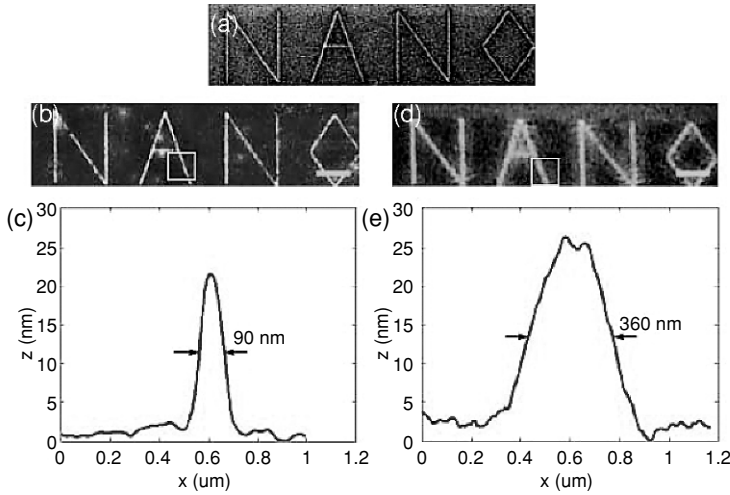 (a)
NANO
(b)
NANO
(d)
NANO
(c)
30
25
20
15
10
5
0
z (nm)
90 nm
0 0.2 0.4 0.6 0.8 1.0 1.2
x (um)
(e)
30
25
20
15
10
5
0
z (nm)
360 nm
0 0.2 0.4 0.6 0.8 1.2
x (um)